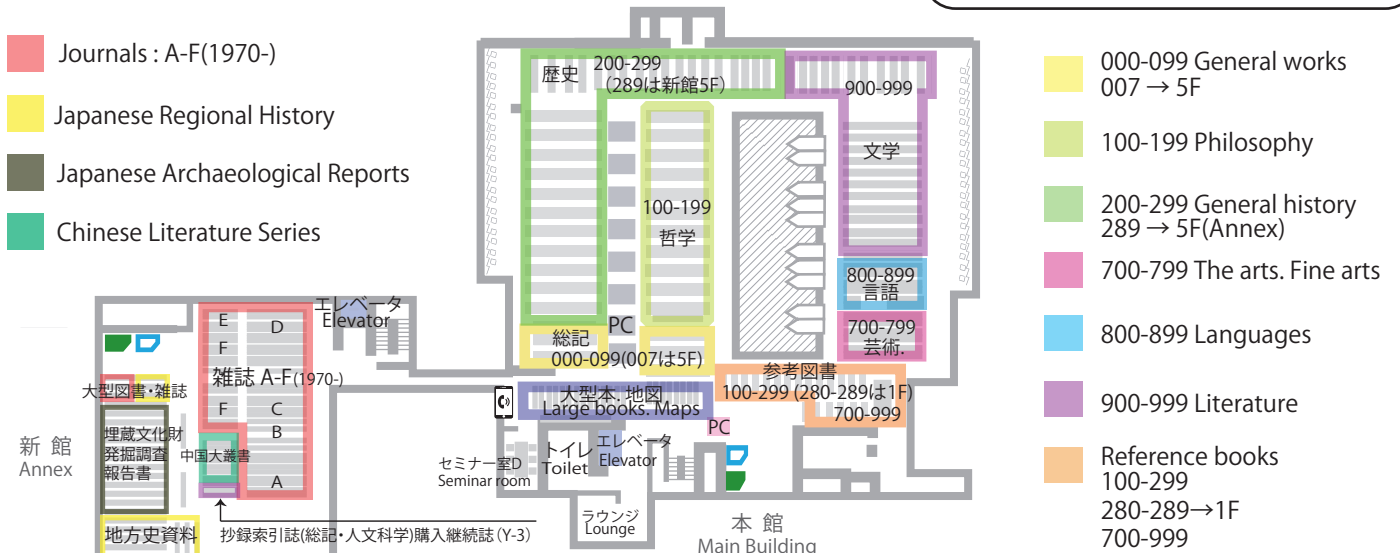 Journals : A-F(1970-)
Japanese Regional History
Japanese Archaeological Reports
Chinese Literature Series
歴史
200-299
(289は新館5F)
900-999
文学
100-199
哲学
800-899
言語
700-799
芸術.
PC
総記
000-099(007は5F)
参考図書
100-299 (280-289は1F)
700-999
大型本. 地図
Large books. Maps
PC
エレベータ
Elevator
E
D
F
雑誌 A-F(1970-)
F
C
B
A
大型図書・雑誌
埋蔵文化財
発掘調査
報告書
中国大叢書
新 館
Annex
地方史資料
抄録索引誌(総記・人文科学)購入継続誌(Y-3)
セミナー室D
Seminar room
トイレ
Toilet
エレベータ
Elevator
ラウンジ
Lounge
本 館
Main Building
000-099 General works
007 → 5F
100-199 Philosophy
200-299 General history
289 → 5F(Annex)
700-799 The arts. Fine arts
800-899 Languages
900-999 Literature
Reference books
100-299
280-289→1F
700-999